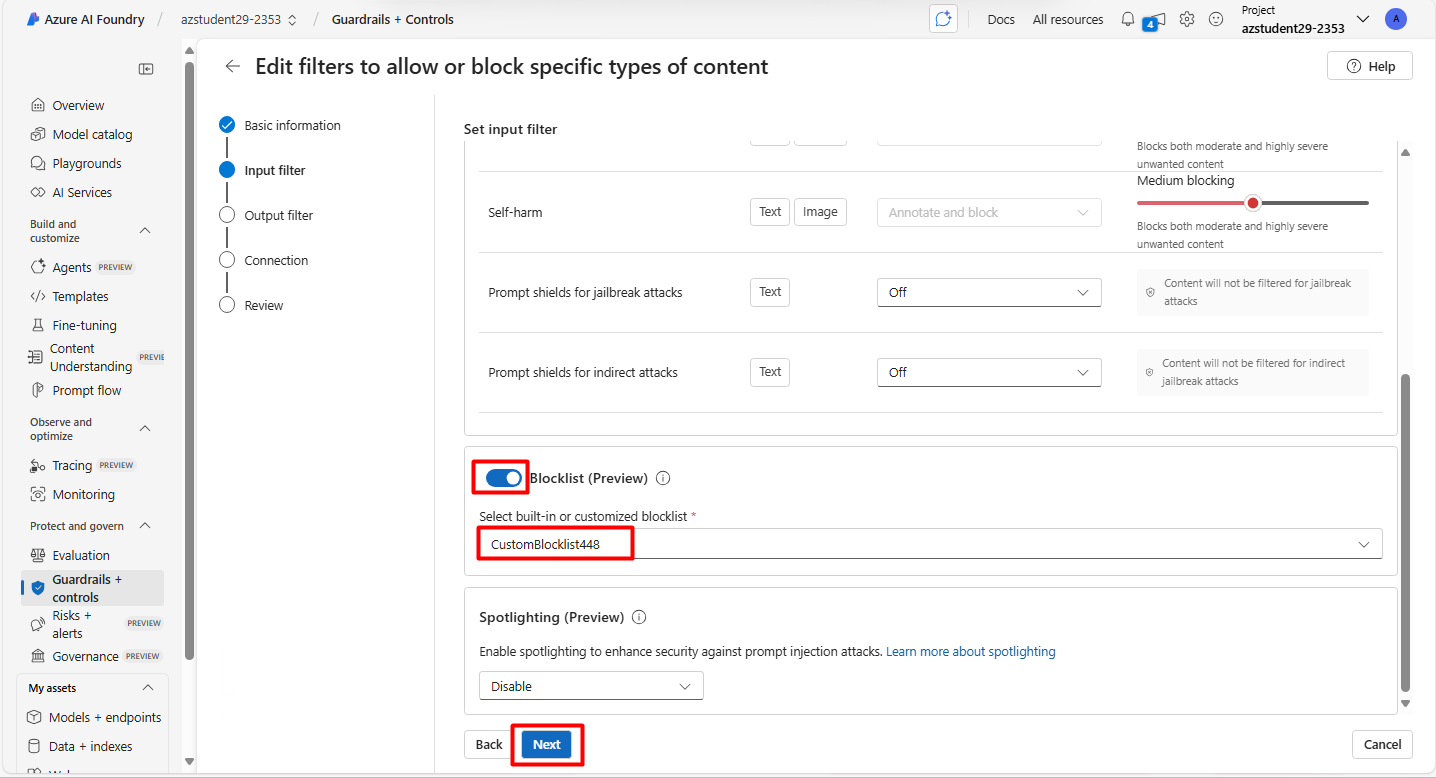 Azure AI Foundry / azstudent29-2353 / Guardrails + Controls
Docs All resources 4 Project
azstudent29-2353 A
Edit filters to allow or block specific types of content
Help
Overview
Model catalog
Playgrounds
AI Services
Build and
customize
Agents PREVIEW
Templates
Fine-tuning
Content
Understanding PREVIE
Prompt flow
Observe and
optimize
Tracing PREVIEW
Monitoring
Protect and govern
Evaluation
Guardrails +
controls
Risks +
alerts PREVIEW
Governance PREVIEW
My assets
Models + endpoints
Data + indexes
Basic information
Input filter
Output filter
Connection
Review
Set input filter
Blocks both moderate and highly severe
unwanted content
Medium blocking
Self-harm Text Image Annotate and block
Blocks both moderate and highly severe
unwanted content
Prompt shields for jailbreak attacks Text Off
Content will not be filtered for jailbreak
attacks
Prompt shields for indirect attacks Text Off
Content will not be filtered for indirect
jailbreak attacks
Blocklist (Preview)
Select built-in or customized blocklist *
CustomBlocklist448
Spotlighting (Preview)
Enable spotlighting to enhance security against prompt injection attacks. Learn more about spotlighting
Disable
Back Next Cancel